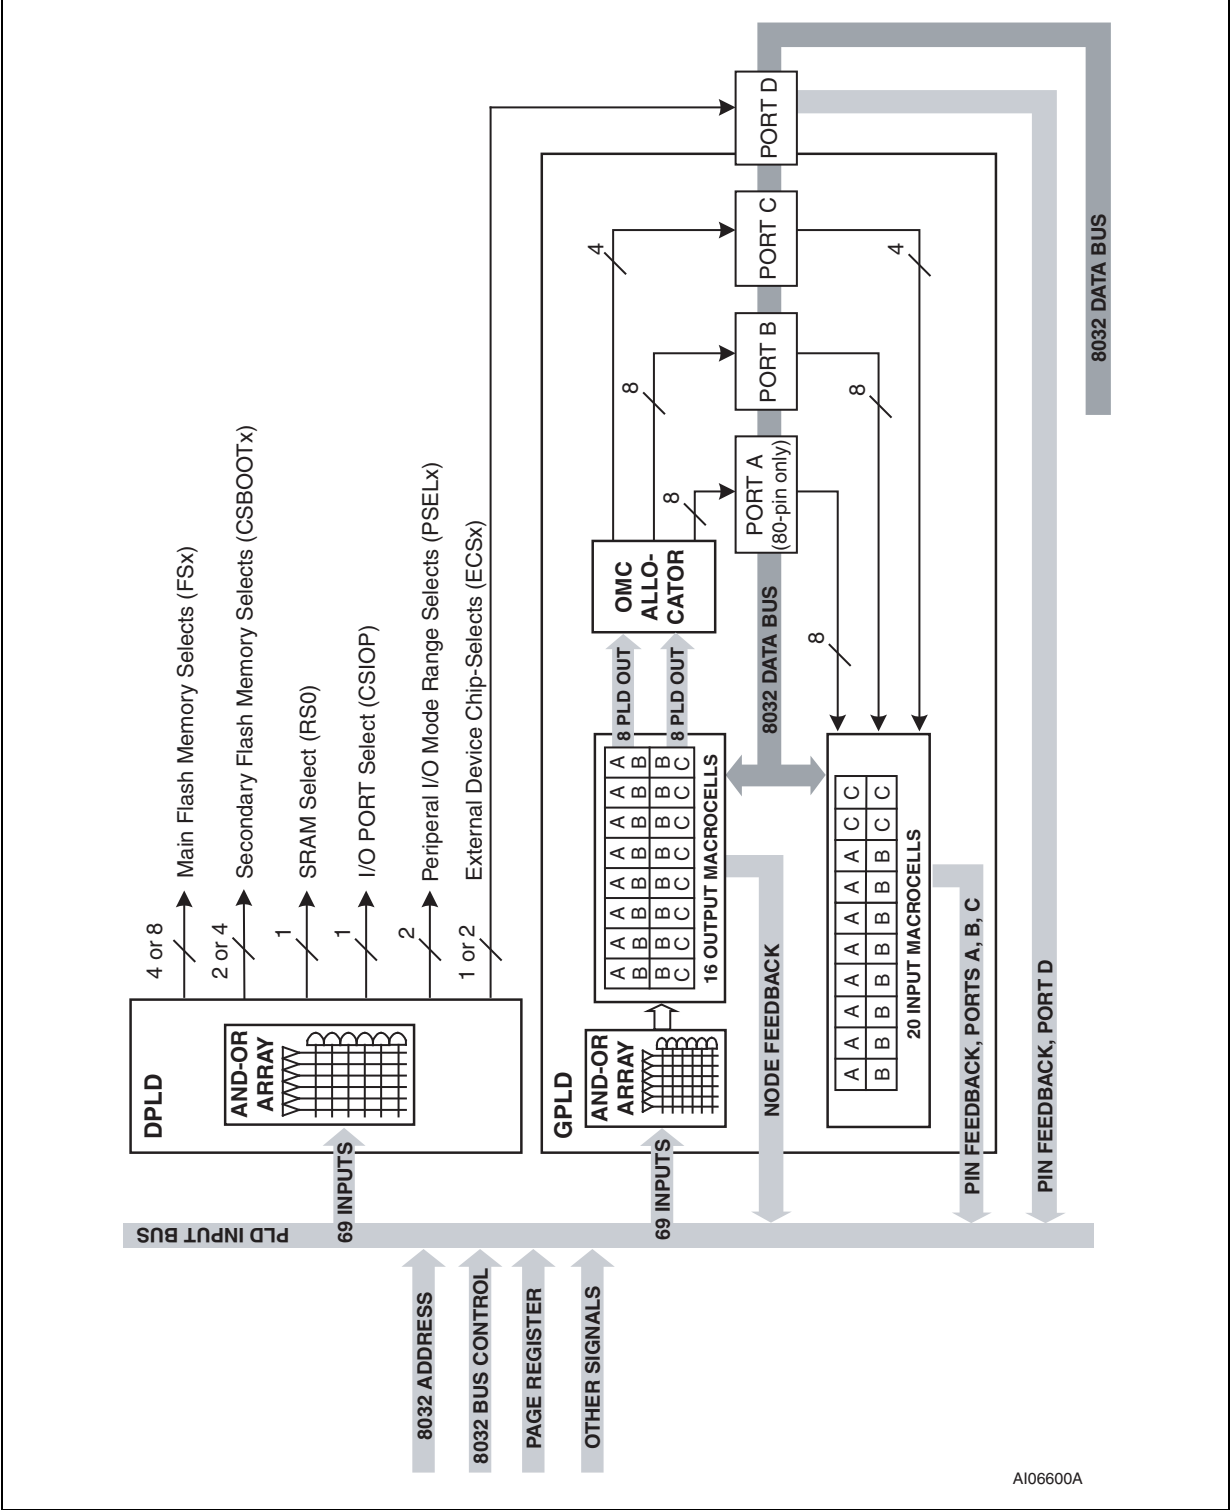 8032 ADDRESS
8032 BUS CONTROL
PAGE REGISTER
OTHER SIGNALS
PLD INPUT BUS
69 INPUTS
69 INPUTS
DPLD
AND-OR
ARRAY
4 or 8
Main Flash Memory Selects (FSx)
2 or 4
Secondary Flash Memory Selects (CSBOOTx)
1
SRAM Select (RS0)
1
I/O PORT Select (CSIOP)
2
Periperal I/O Mode Range Selects (PSELx)
1 or 2
External Device Chip-Selects (ECSx)
GPLD
AND-OR
ARRAY
A A A A A A A A
B B B B B B B B
B B B B B B B B
C C C C C C C C
16 OUTPUT MACROCELLS
8 PLD OUT
8 PLD OUT
OMC
ALLO-
CATOR
4
8
8
PORT A
(80-pin only)
PORT B
PORT C
PORT D
8032 DATA BUS
8
8
4
A A A A A A A A C C
B B B B B B B B C C
20 INPUT MACROCELLS
NODE FEEDBACK
PIN FEEDBACK, PORTS A, B, C
PIN FEEDBACK, PORT D
8032 DATA BUS
AI06600A